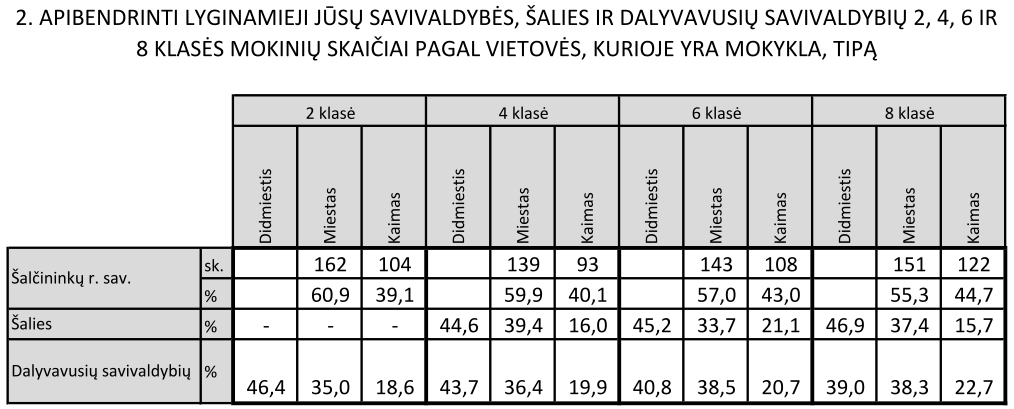 2. APIBENDRINTI LYGINAMIEJI JŪSŲ SAVIVALDYBĖS, ŠALIES IR DALYVAVUSIŲ SAVIVALDYBIŲ 2, 4, 6 IR
8 KLASĖS MOKINIŲ SKAIČIAI PAGAL VIETOVĖS, KURIOJE YRA MOKYKLA, TIPĄ
2 klasė 4 klasė 6 klasė 8 klasė
Didmiestis Miestas Kaimas Didmiestis Miestas Kaimas Didmiestis Miestas Kaimas Didmiestis Miestas Kaimas
Šalčininkų r. sav. sk. 162 104 139 93 143 108 151 122
% 60,9 39,1 59,9 40,1 57,0 43,0 55,3 44,7
Šalies % - - - 44,6 39,4 16,0 45,2 33,7 21,1 46,9 37,4 15,7
Dalyvavusių savivaldybių % 46,4 35,0 18,6 43,7 36,4 19,9 40,8 38,5 20,7 39,0 38,3 22,7